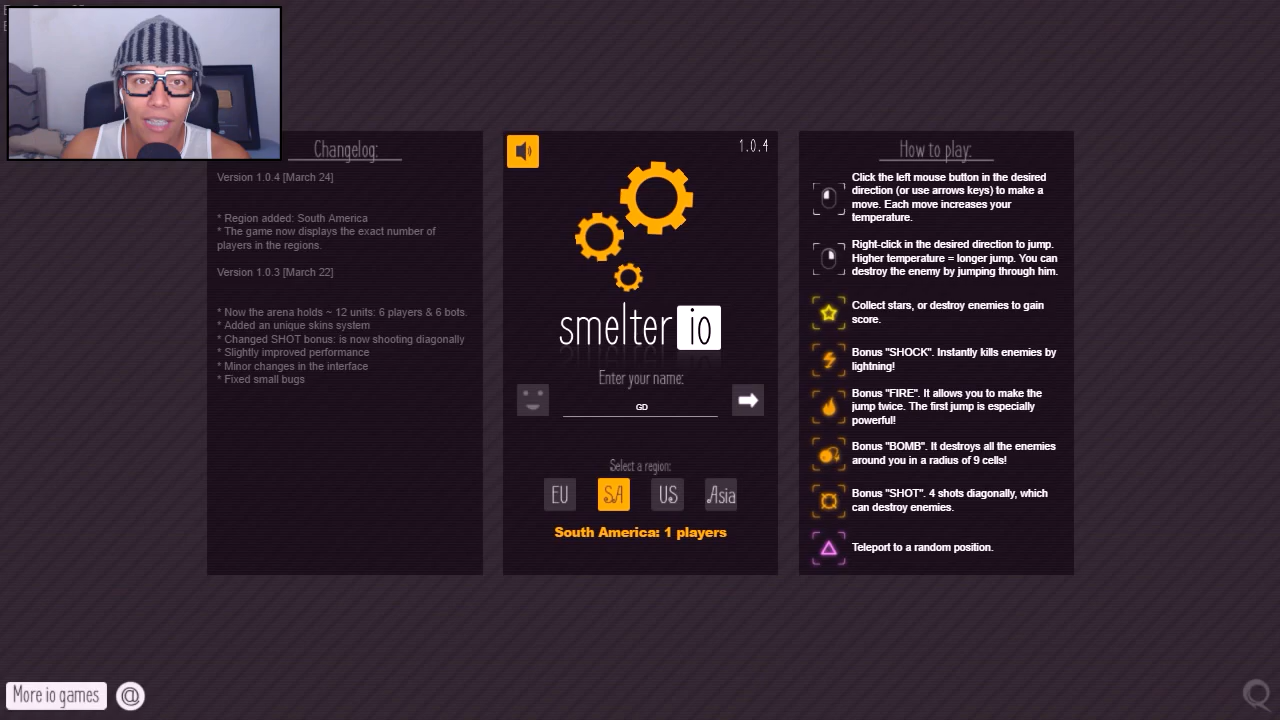 Changelog:
Version 1.0.4 [March 24]
* Region added: South America
* The game now displays the exact number of
players in the regions.
Version 1.0.3 [March 22]
* Now the arena holds ~ 12 units: 6 players & 6 bots.
* Added an unique skins system
* Changed SHOT bonus: is now shooting diagonally
* Slightly improved performance
* Minor changes in the interface
* Fixed small bugs
1.0.4
smelter io
Enter your name:
GD
Select a region:
EU SA US Asia
South America: 1 players
How to play:
Click the left mouse button in the desired
direction (or use arrows keys) to make a
move. Each move increases your
temperature.
Right-click in the desired direction to jump.
Higher temperature = longer jump. You can
destroy the enemy by jumping through him.
Collect stars, or destroy enemies to gain
score.
Bonus "SHOCK". Instantly kills enemies by
lightning!
Bonus "FIRE". It allows you to make the
jump twice. The first jump is especially
powerful!
Bonus "BOMB". It destroys all the enemies
around you in a radius of 9 cells!
Bonus "SHOT". 4 shots diagonally, which
can destroy enemies.
Teleport to a random position.
More io games @